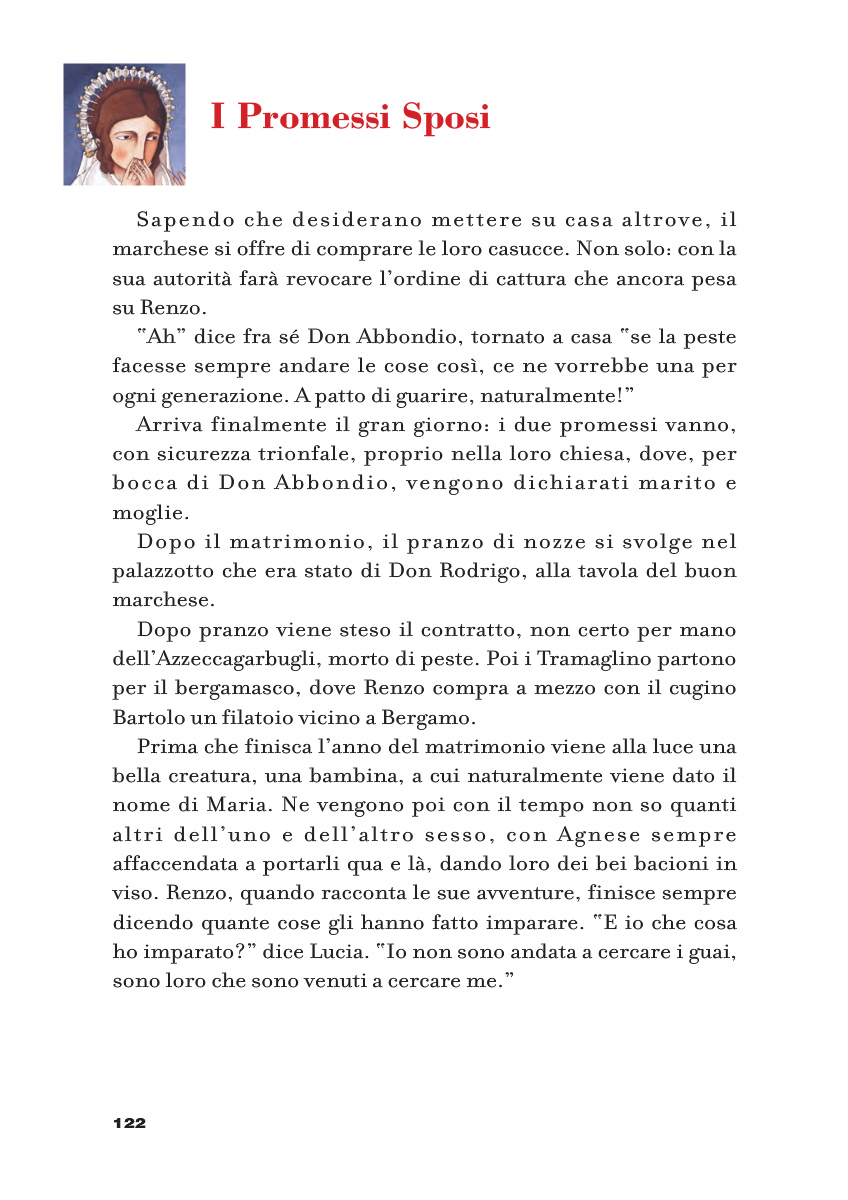 I Promessi Sposi
Sapendo che desiderano mettere su casa altrove, il
marchese si offre di comprare le loro casucce. Non solo: con la
sua autorità farà revocare l’ordine di cattura che ancora pesa
su Renzo.
‟Ah” dice fra sé Don Abbondio, tornato a casa ‟se la peste
facesse sempre andare le cose così, ce ne vorrebbe una per
ogni generazione. A patto di guarire, naturalmente!”
Arriva finalmente il gran giorno: i due promessi vanno,
con sicurezza trionfale, proprio nella loro chiesa, dove, per
bocca di Don Abbondio, vengono dichiarati marito e
moglie.
Dopo il matrimonio, il pranzo di nozze si svolge nel
palazzotto che era stato di Don Rodrigo, alla tavola del buon
marchese.
Dopo pranzo viene steso il contratto, non certo per mano
dell’Azzeccagarbugli, morto di peste. Poi i Tramaglino partono
per il bergamasco, dove Renzo compra a mezzo con il cugino
Bartolo un filatoio vicino a Bergamo.
Prima che finisca l’anno del matrimonio viene alla luce una
bella creatura, una bambina, a cui naturalmente viene dato il
nome di Maria. Ne vengono poi con il tempo non so quanti
altri dell’uno e dell’altro sesso, con Agnese sempre
affaccendata a portarli qua e là, dando loro dei bei bacioni in
viso. Renzo, quando racconta le sue avventure, finisce sempre
dicendo quante cose gli hanno fatto imparare. ‟E io che cosa
ho imparato?” dice Lucia. ‟Io non sono andata a cercare i guai,
sono loro che sono venuti a cercare me.”
122